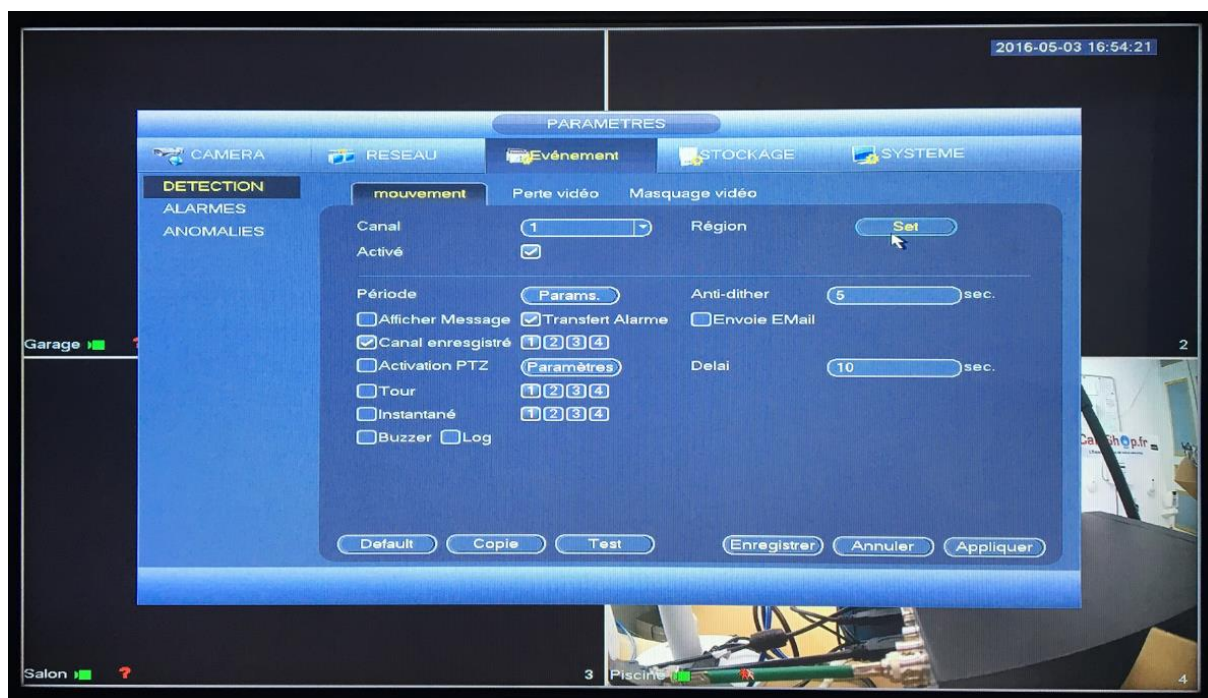 2016-05-03 16:54:21
PARAMETRES
CAMERA RESEAU Evénement STOCKAGE SYSTEME
DETECTION
ALARMES
ANOMALIES
mouvement Perte vidéo Masquage vidéo
Canal 1 Région Set
Activé
Période Params. Anti-dither 5 sec.
Afficher Message Transfert Alarme Envoie EMail
Canal enresgistré 1 2 3 4
Activation PTZ Paramètres Delai 10 sec.
Tour 1 2 3 4
Instantané 1 2 3 4
Buzzer Log
Default Copie Test Enregistrer Annuler Appliquer
Garage ?
2
Salon ?
3
Piscine
4